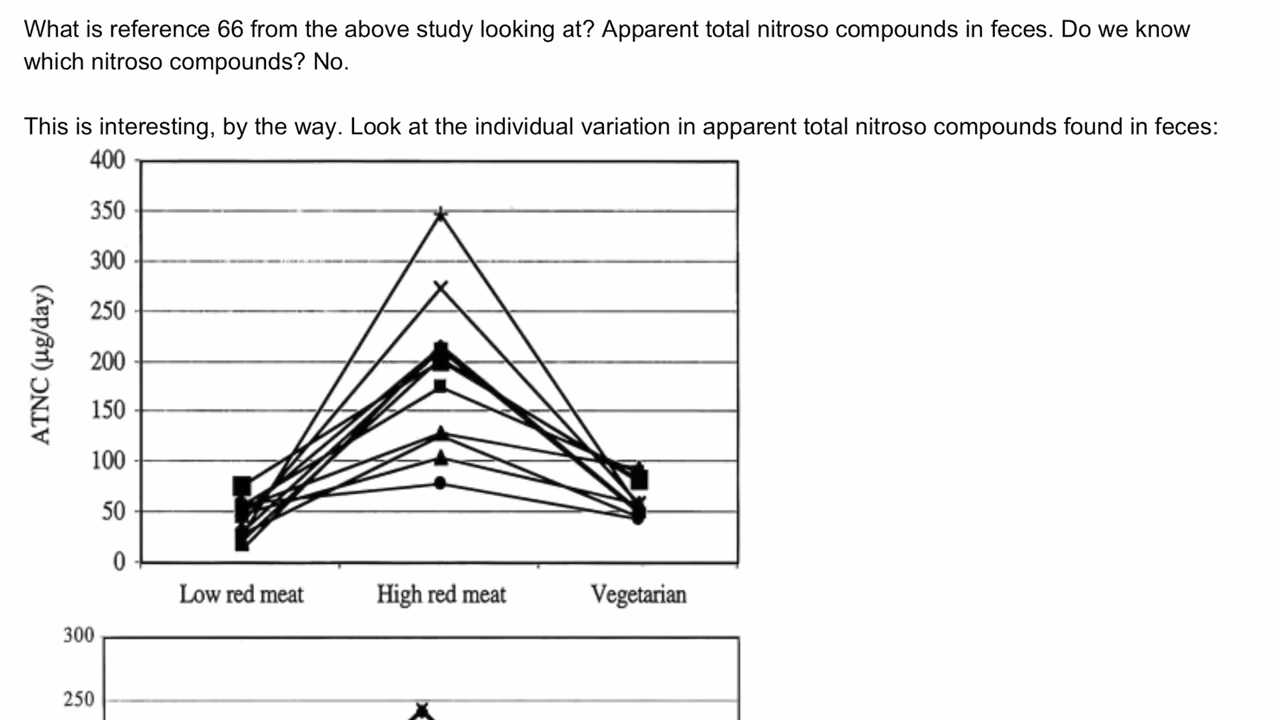 What is reference 66 from the above study looking at? Apparent total nitroso compounds in feces. Do we know
which nitroso compounds? No.
This is interesting, by the way. Look at the individual variation in apparent total nitroso compounds found in feces:
400
350
300
250
200
150
100
50
0
ATNC (μg/day)
Low red meat High red meat Vegetarian
300
250